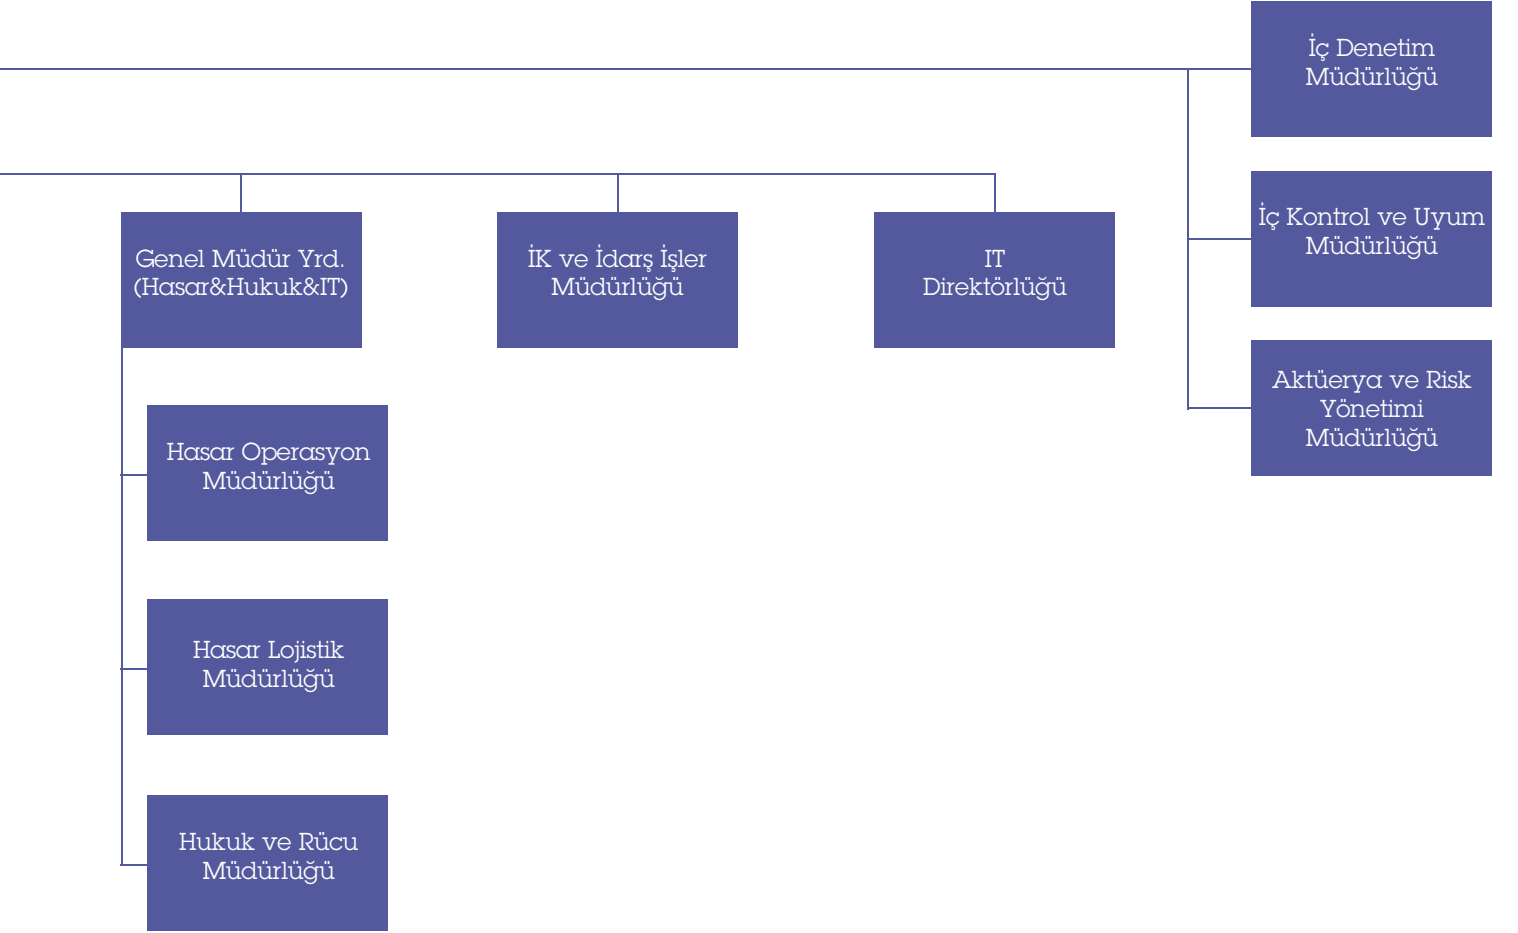 İç Denetim
Müdürlüğü
İç Kontrol ve Uyum
Müdürlüğü
Aktüerya ve Risk
Yönetimi
Müdürlüğü
Genel Müdür Yrd.
(Hasar&Hukuk&IT)
İK ve İdarş İşler
Müdürlüğü
IT
Direktörlüğü
Hasar Operasyon
Müdürlüğü
Hasar Lojistik
Müdürlüğü
Hukuk ve Rücu
Müdürlüğü